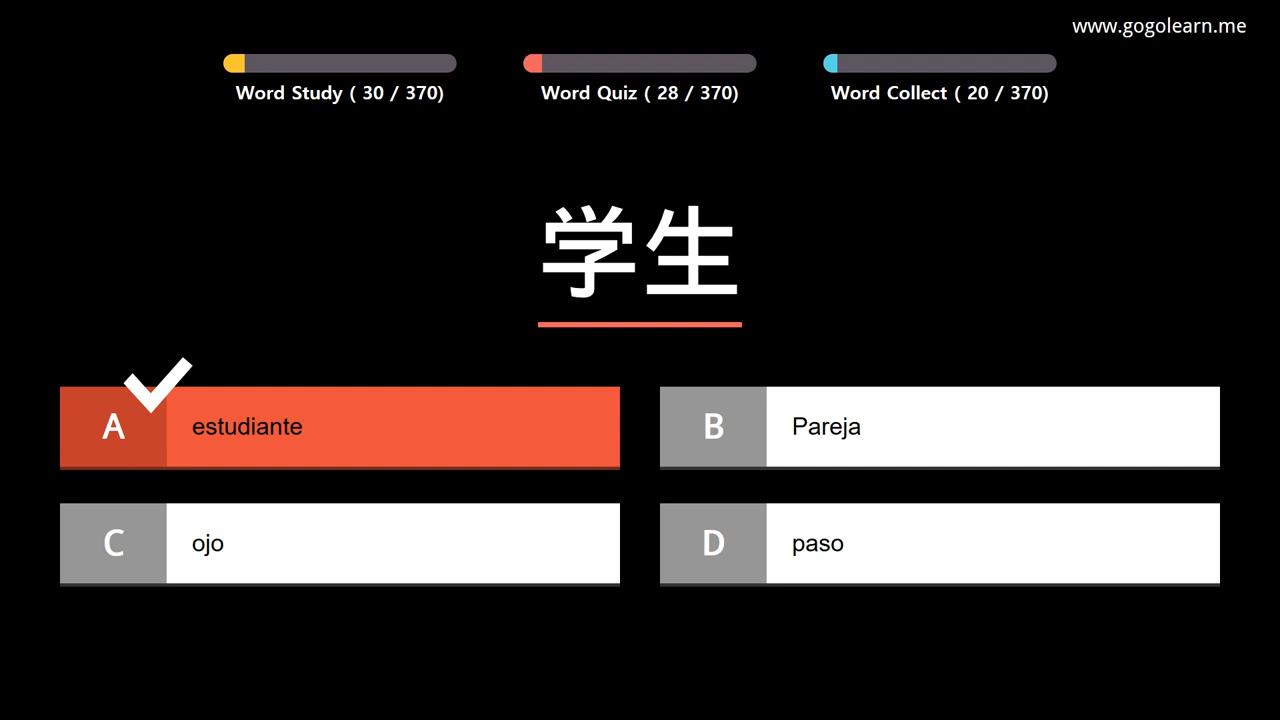 www.gogolearn.me
Word Study ( 30 / 370)
Word Quiz ( 28 / 370)
Word Collect ( 20 / 370)
学生
A estudiante
B Pareja
C ojo
D paso